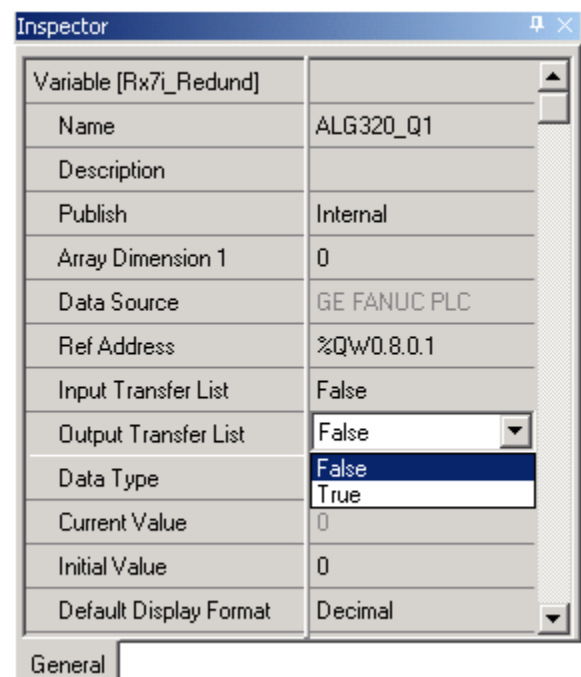 Inspector
Variable [Rx7i_Redund]
Name ALG320_Q1
Description
Publish Internal
Array Dimension 1 0
Data Source GE FANUC PLC
Ref Address %QW0.8.0.1
Input Transfer List False
Output Transfer List False
Data Type False
True
Current Value 0
Initial Value 0
Default Display Format Decimal
General